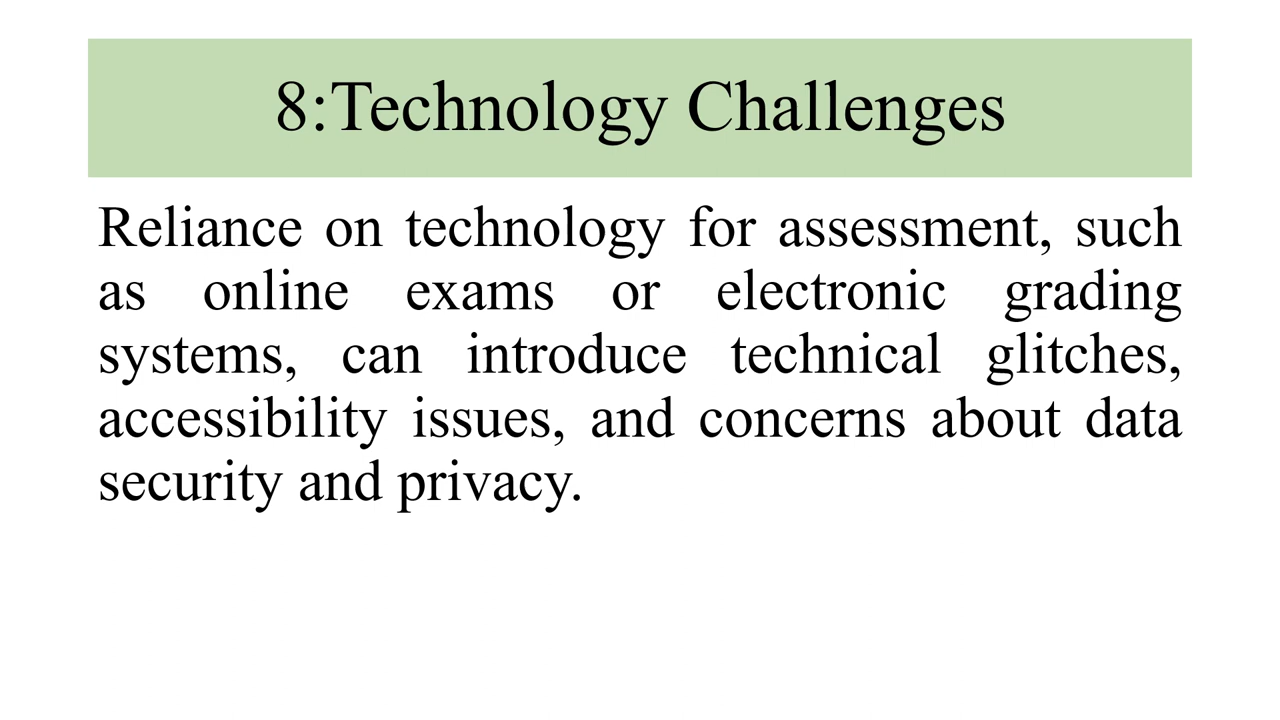 8:Technology Challenges
Reliance on technology for assessment, such
as online exams or electronic grading
systems, can introduce technical glitches,
accessibility issues, and concerns about data
security and privacy.